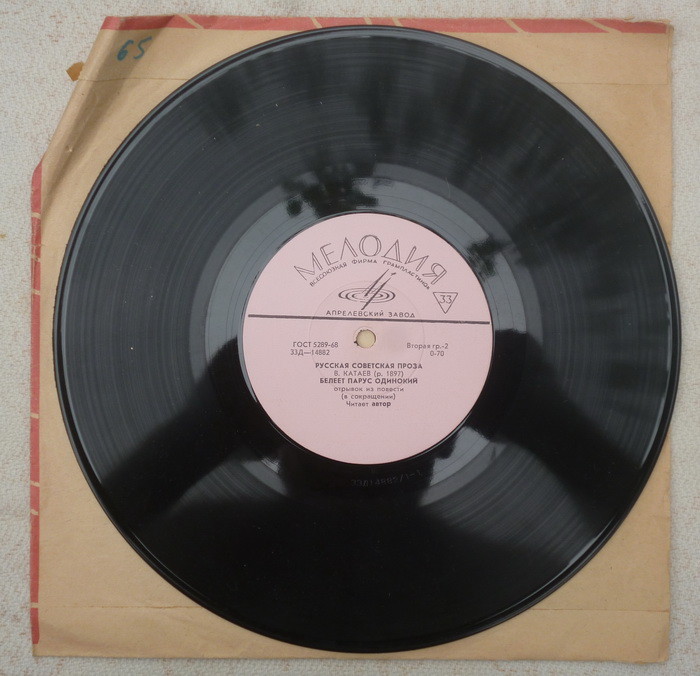 65
МЕЛОДИЯ
ВСЕСОЮЗНАЯ ФИРМА ГРАМПЛАСТИНОК
33
АПРЕЛЕВСКИЙ ЗАВОД
ГОСТ 5289-68 Вторая гр.-2
33Д—14882 0-70
РУССКАЯ СОВЕТСКАЯ ПРОЗА
В. КАТАЕВ (р. 1897)
БЕЛЕЕТ ПАРУС ОДИНОКИЙ
отрывок из повести
(в сокращении)
Читает автор